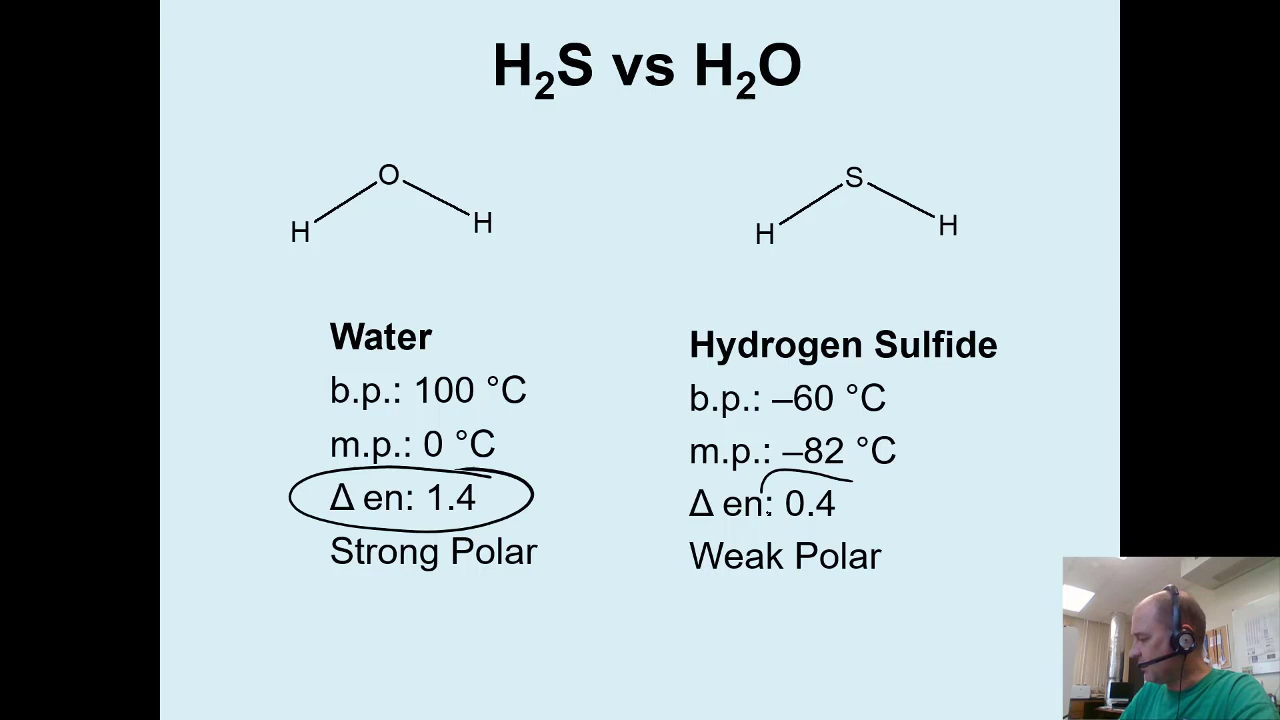 H₂S vs H₂O
O
H
H
S
H
H
Water
b.p.: 100 °C
m.p.: 0 °C
Δ en: 1.4
Strong Polar
Hydrogen Sulfide
b.p.: –60 °C
m.p.: –82 °C
Δ en: 0.4
Weak Polar